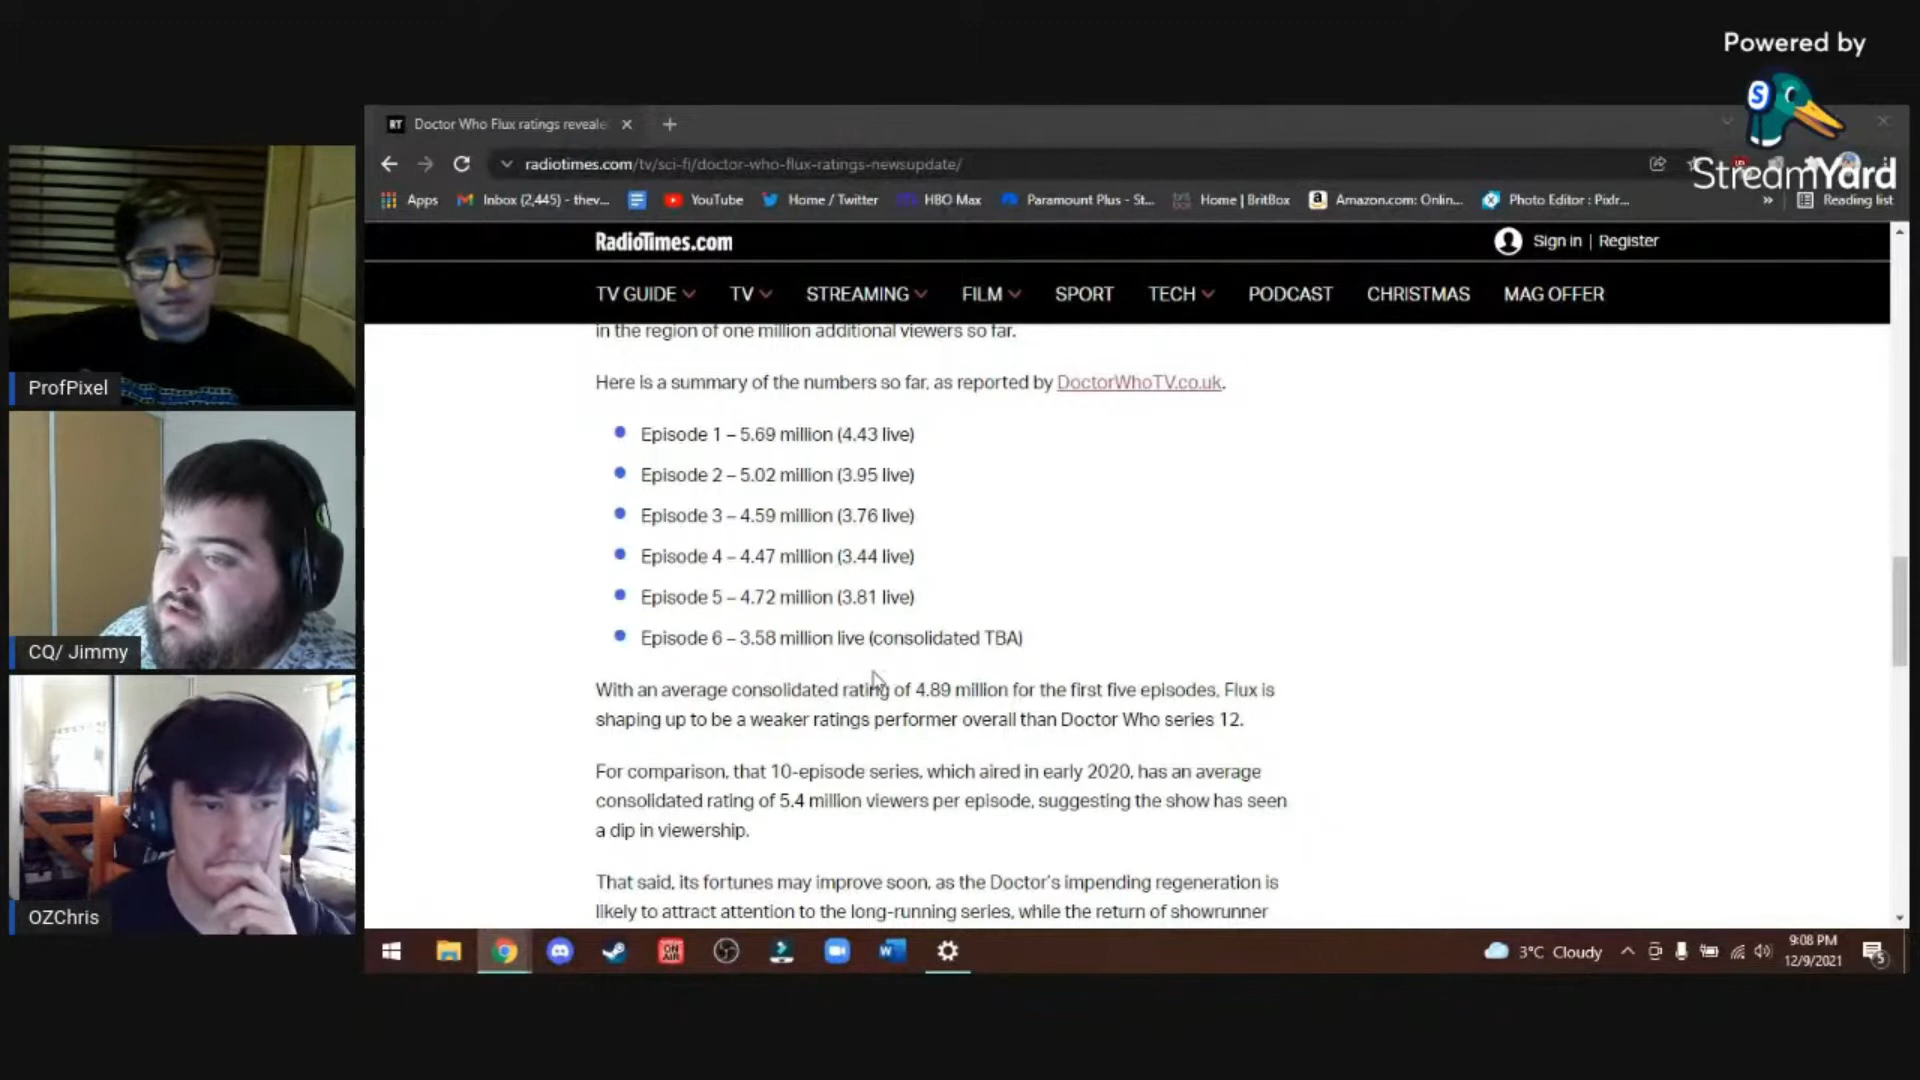 Powered by
StreamYard
Doctor Who Flux ratings reveale
radiotimes.com/tv/sci-fi/doctor-who-flux-ratings-newsupdate/
Apps
Inbox (2,445) - thev...
YouTube
Home / Twitter
HBO Max
Paramount Plus - St...
Home | BritBox
Amazon.com: Onlin...
Photo Editor : Pixlr...
»
Reading list
RadioTimes.com
Sign in | Register
TV GUIDE
TV
STREAMING
FILM
SPORT
TECH
PODCAST
CHRISTMAS
MAG OFFER
in the region of one million additional viewers so far.
Here is a summary of the numbers so far, as reported by DoctorWhoTV.co.uk.
Episode 1 – 5.69 million (4.43 live)
Episode 2 – 5.02 million (3.95 live)
Episode 3 – 4.59 million (3.76 live)
Episode 4 – 4.47 million (3.44 live)
Episode 5 – 4.72 million (3.81 live)
Episode 6 – 3.58 million live (consolidated TBA)
With an average consolidated rating of 4.89 million for the first five episodes, Flux is
shaping up to be a weaker ratings performer overall than Doctor Who series 12.
For comparison, that 10-episode series, which aired in early 2020, has an average
consolidated rating of 5.4 million viewers per episode, suggesting the show has seen
a dip in viewership.
That said, its fortunes may improve soon, as the Doctor's impending regeneration is
likely to attract attention to the long-running series, while the return of showrunner
ProfPixel
CQ/ Jimmy
OZChris
ON AIR
3°C Cloudy
9:08 PM
12/9/2021
5